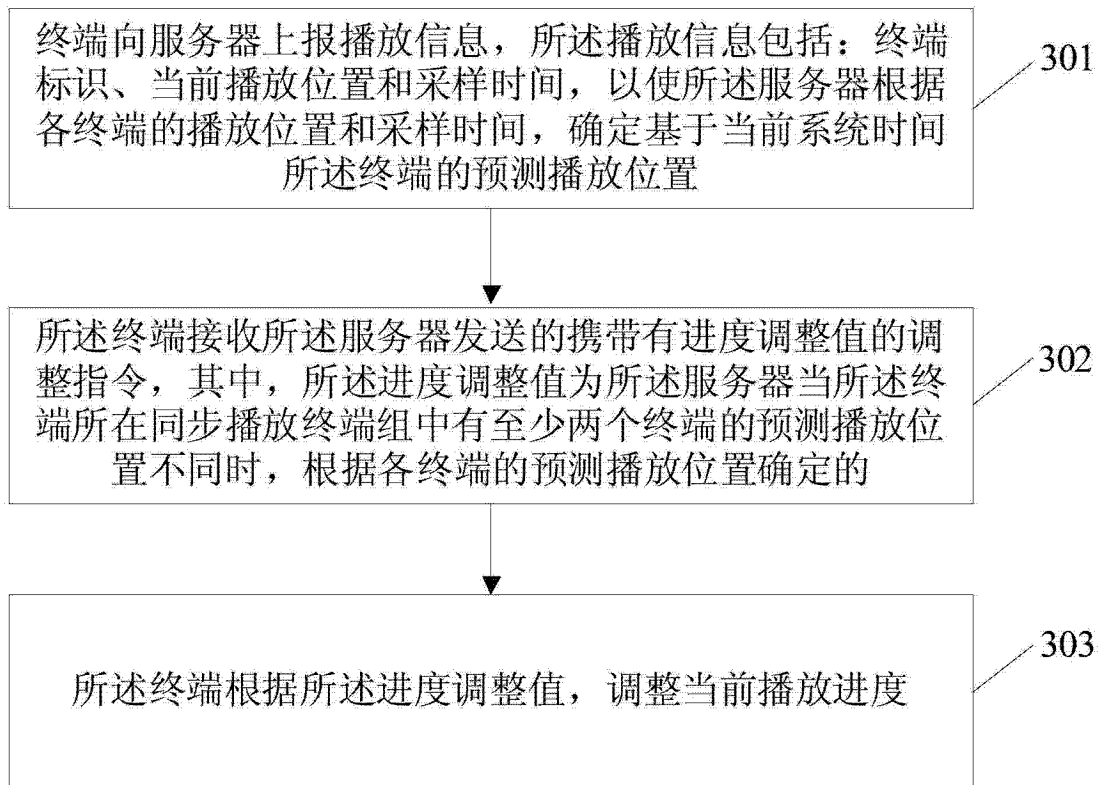 终端向服务器上报播放信息，所述播放信息包括：终端
标识、当前播放位置和采样时间，以使所述服务器根据
各终端的播放位置和采样时间，确定基于当前系统时间
所述终端的预测播放位置
301
所述终端接收所述服务器发送的携带有进度调整值的调
整指令，其中，所述进度调整值为所述服务器当所述终
端所在同步播放终端组中有至少两个终端的预测播放位
置不同时，根据各终端的预测播放位置确定的
302
所述终端根据所述进度调整值，调整当前播放进度
303